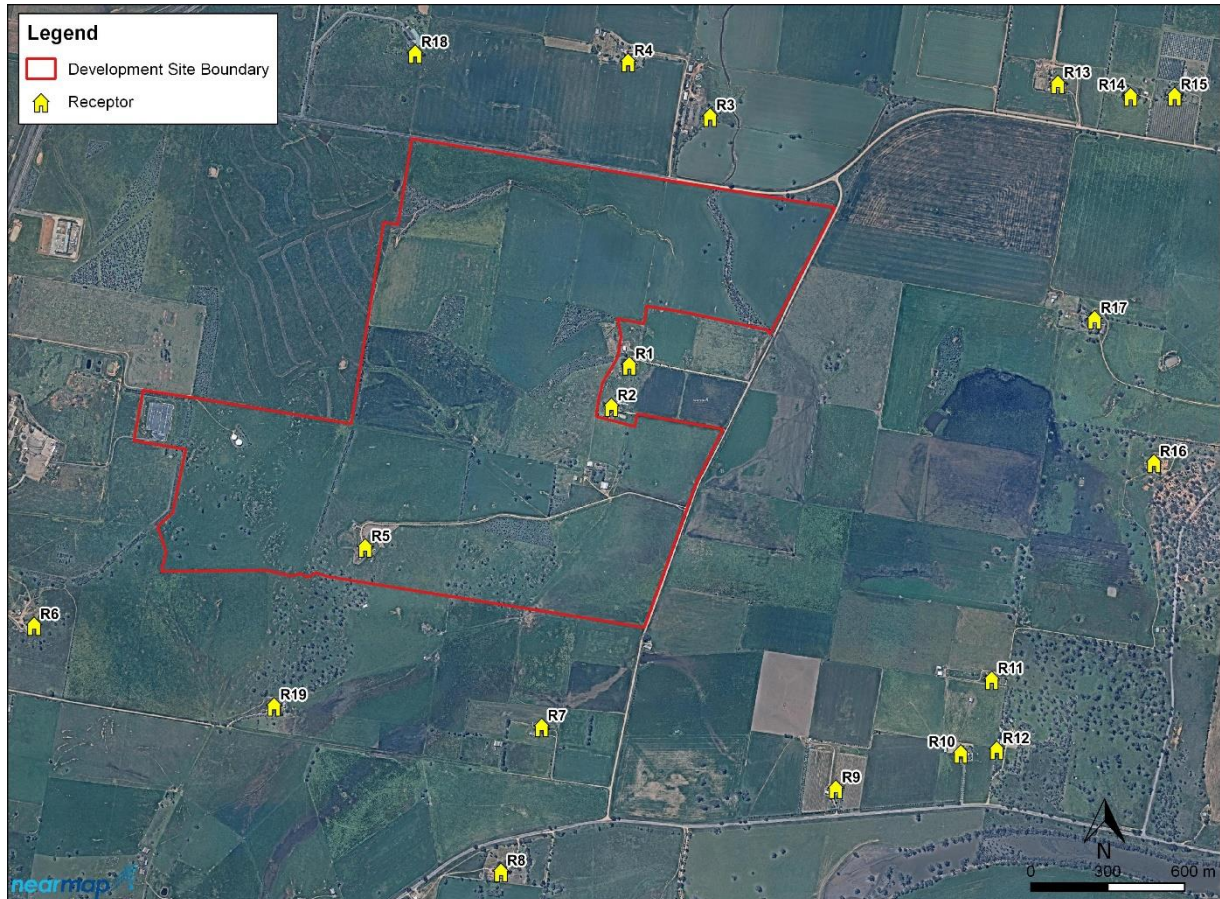 Legend
Development Site Boundary
Receptor
R18
R4
R3
R13
R14
R15
R17
R1
R2
R16
R5
R6
R19
R7
R11
R10
R12
R9
R8
N
0 300 600 m
nearmap